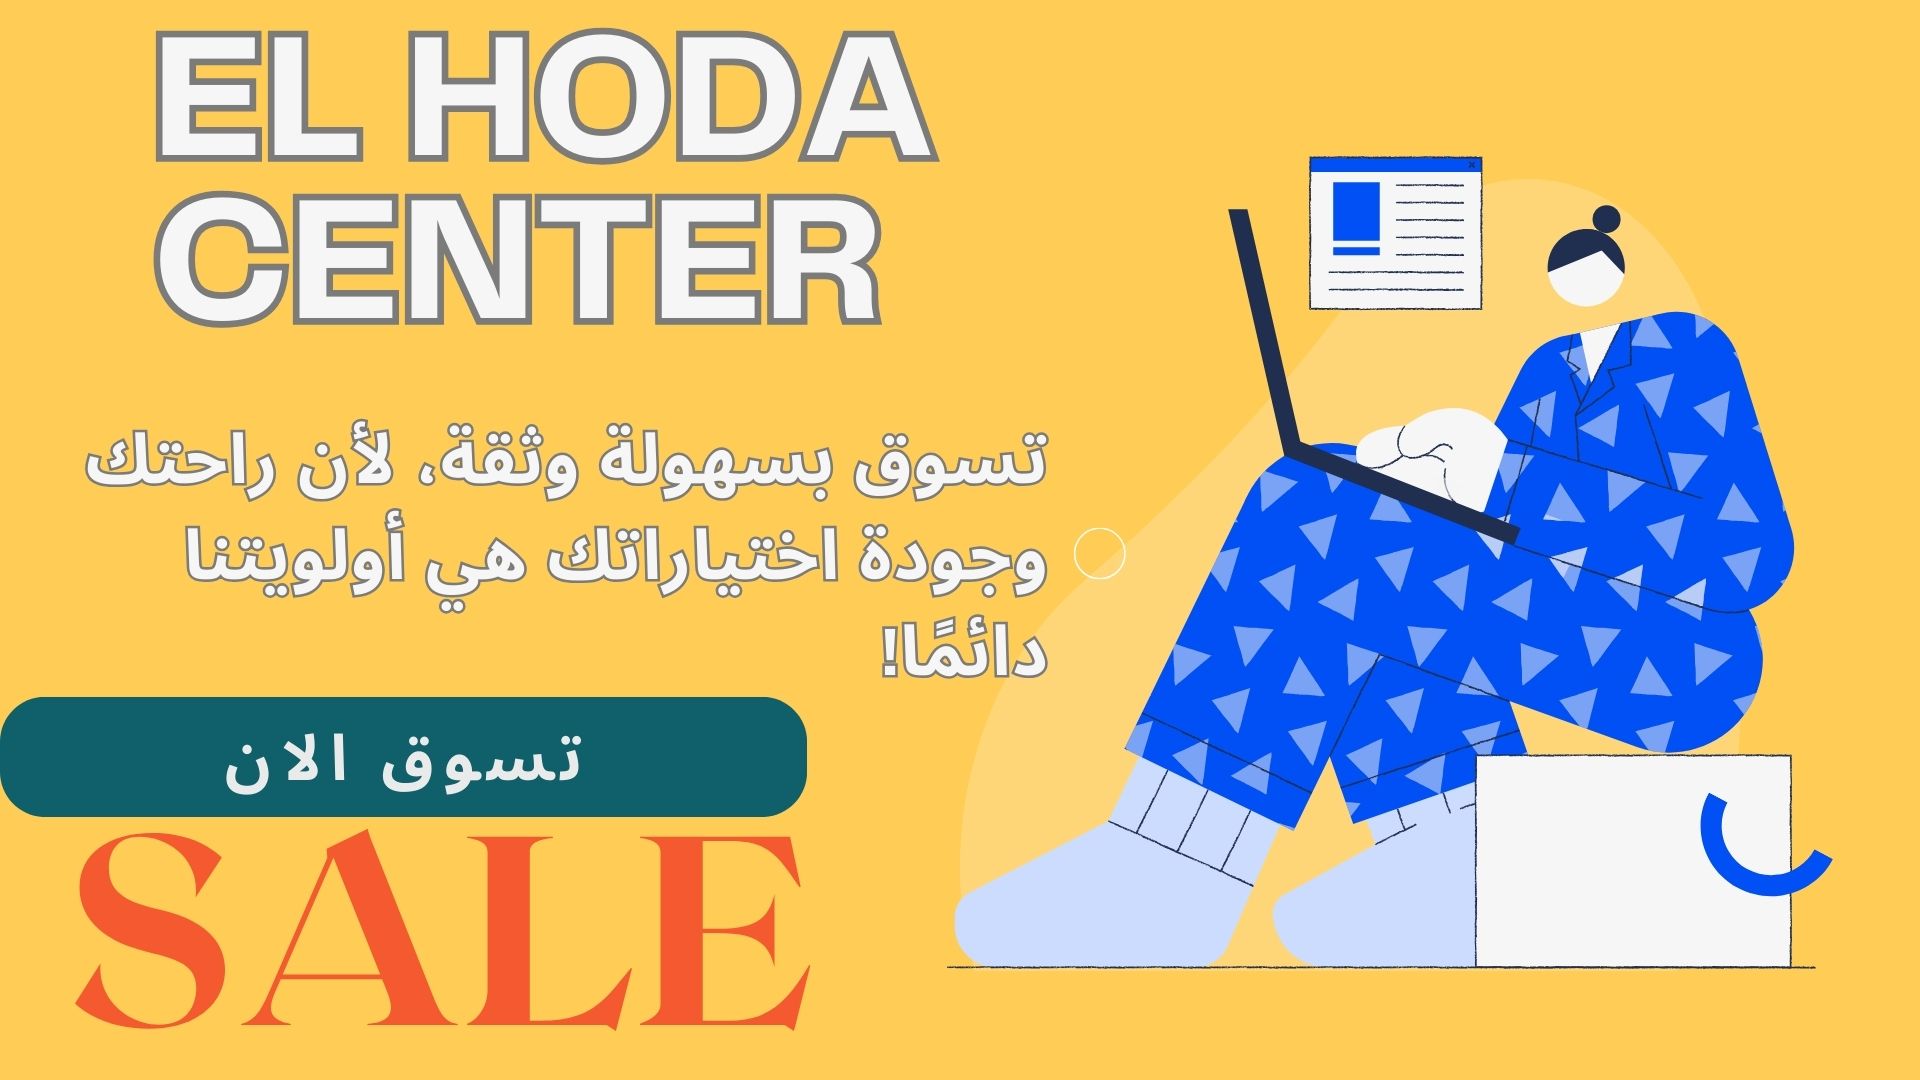 EL HODA
CENTER
تسوق بسهولة وثقة، لأن راحتك
وجودة اختياراتك هي أولويتنا
دائمًا!
تسوق الان
SALE